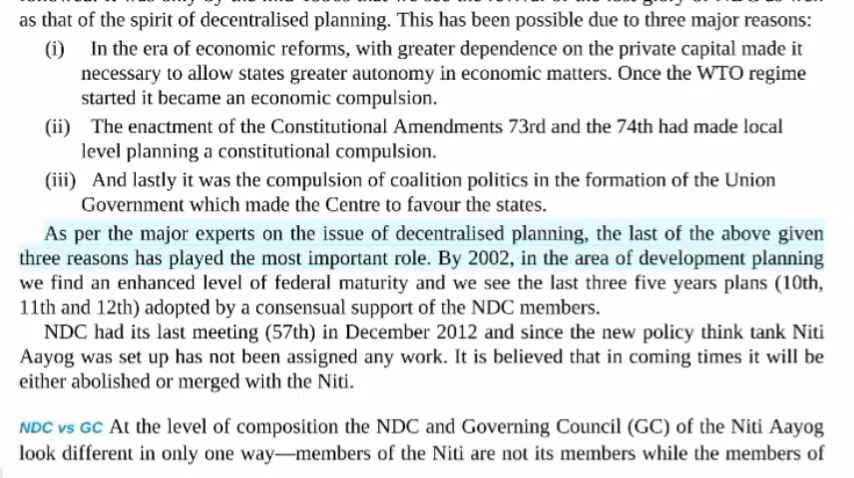 as that of the spirit of decentralised planning. This has been possible due to three major reasons:
(i) In the era of economic reforms, with greater dependence on the private capital made it
necessary to allow states greater autonomy in economic matters. Once the WTO regime
started it became an economic compulsion.
(ii) The enactment of the Constitutional Amendments 73rd and the 74th had made local
level planning a constitutional compulsion.
(iii) And lastly it was the compulsion of coalition politics in the formation of the Union
Government which made the Centre to favour the states.
As per the major experts on the issue of decentralised planning, the last of the above given
three reasons has played the most important role. By 2002, in the area of development planning
we find an enhanced level of federal maturity and we see the last three five years plans (10th,
11th and 12th) adopted by a consensual support of the NDC members.
NDC had its last meeting (57th) in December 2012 and since the new policy think tank Niti
Aayog was set up has not been assigned any work. It is believed that in coming times it will be
either abolished or merged with the Niti.
NDC vs GC At the level of composition the NDC and Governing Council (GC) of the Niti Aayog
look different in only one way—members of the Niti are not its members while the members of